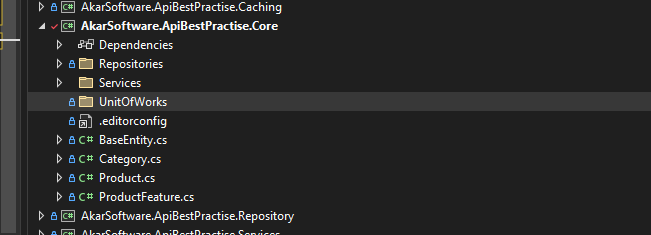 AkarSoftware.ApiBestPractise.Caching
AkarSoftware.ApiBestPractise.Core
Dependencies
Repositories
Services
UnitOfWorks
.editorconfig
C# BaseEntity.cs
C# Category.cs
C# Product.cs
C# ProductFeature.cs
AkarSoftware.ApiBestPractise.Repository
AkarSoftware.ApiBestPractise.Services